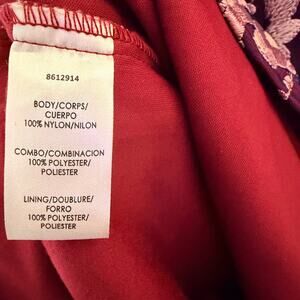 8612914
BODY/CORPS/
CUERPO
100% NYLON/NILON
COMBO/COMBINACION
100% POLYESTER/
POLIESTER
LINING/DOUBLURE/
FORRO
100% POLYESTER/
POLIESTER